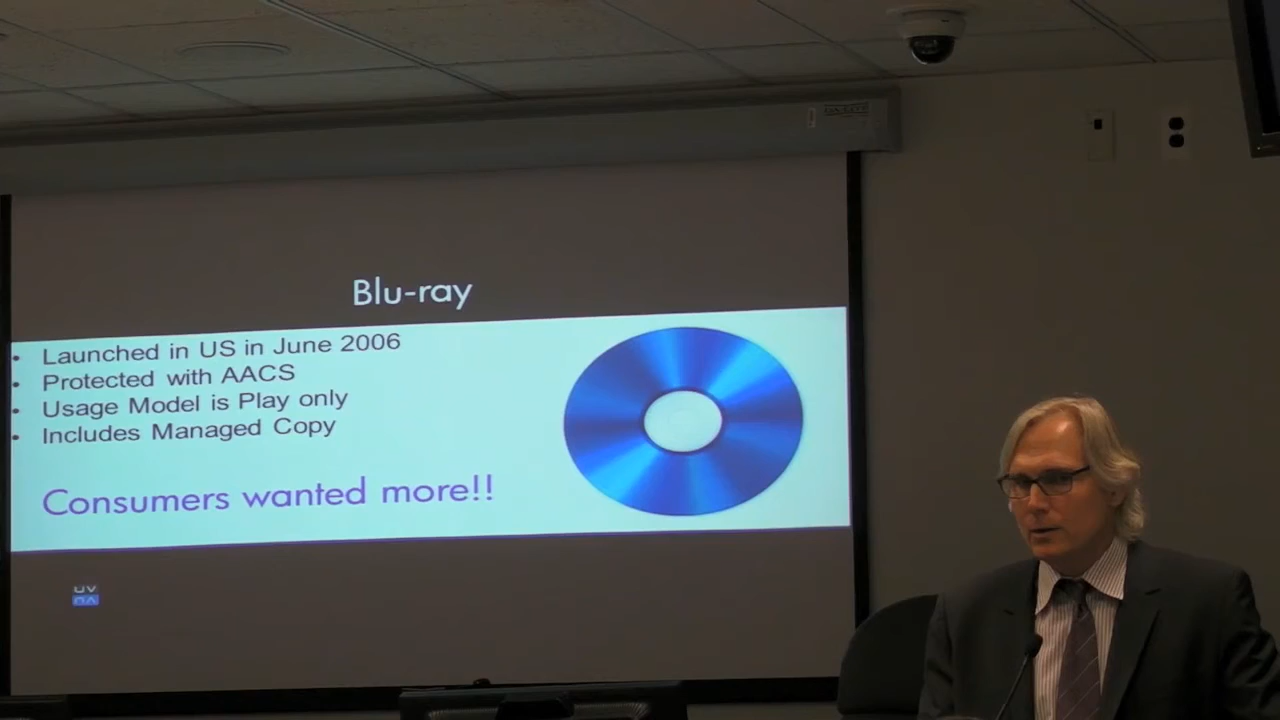 Blu-ray
• Launched in US in June 2006
• Protected with AACS
• Usage Model is Play only
• Includes Managed Copy
Consumers wanted more!!
UV